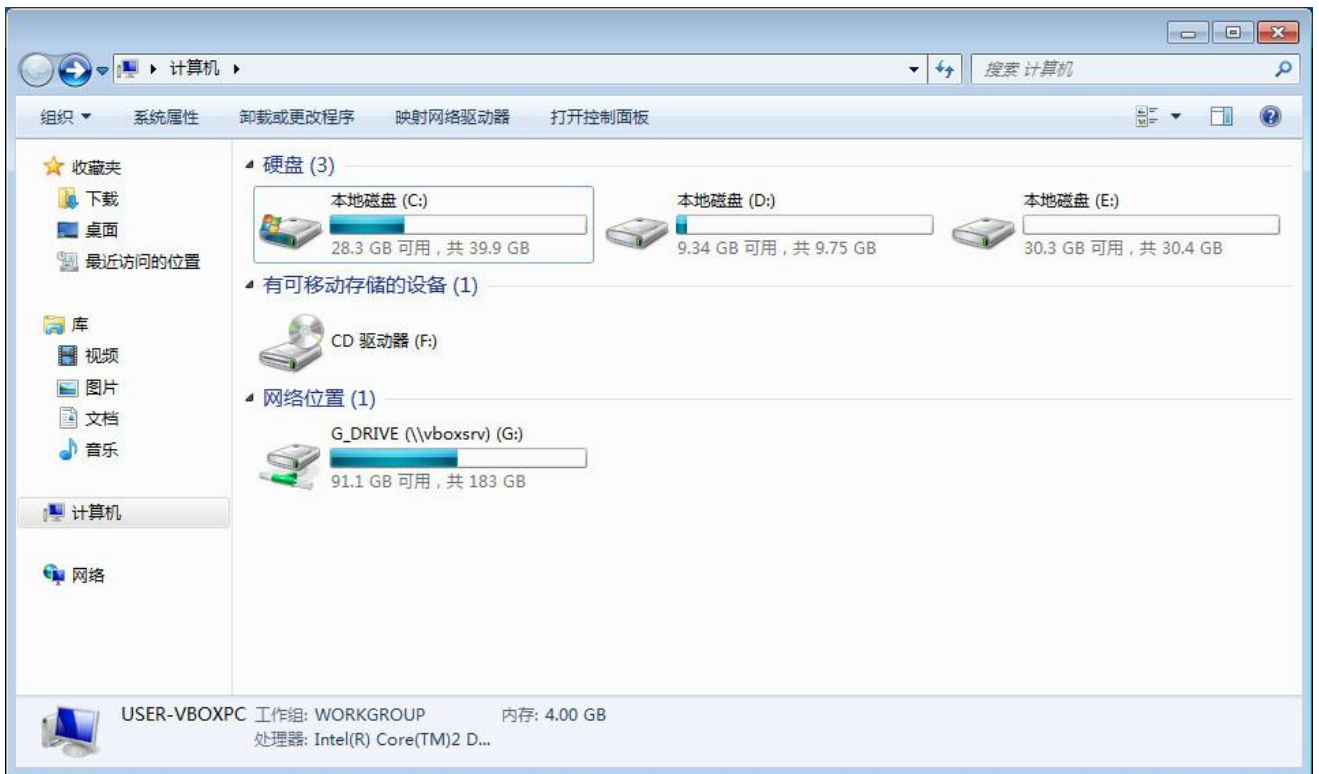 计算机
搜索 计算机
组织 系统属性 卸载或更改程序 映射网络驱动器 打开控制面板
收藏夹
下载
桌面
最近访问的位置
库
视频
图片
文档
音乐
计算机
网络
硬盘 (3)
本地磁盘 (C:)
28.3 GB 可用，共 39.9 GB
本地磁盘 (D:)
9.34 GB 可用，共 9.75 GB
本地磁盘 (E:)
30.3 GB 可用，共 30.4 GB
有可移动存储的设备 (1)
CD 驱动器 (F:)
网络位置 (1)
G_DRIVE (\\vboxsrv) (G:)
91.1 GB 可用，共 183 GB
USER-VBOXPC 工作组: WORKGROUP 内存: 4.00 GB
处理器: Intel(R) Core(TM)2 D...